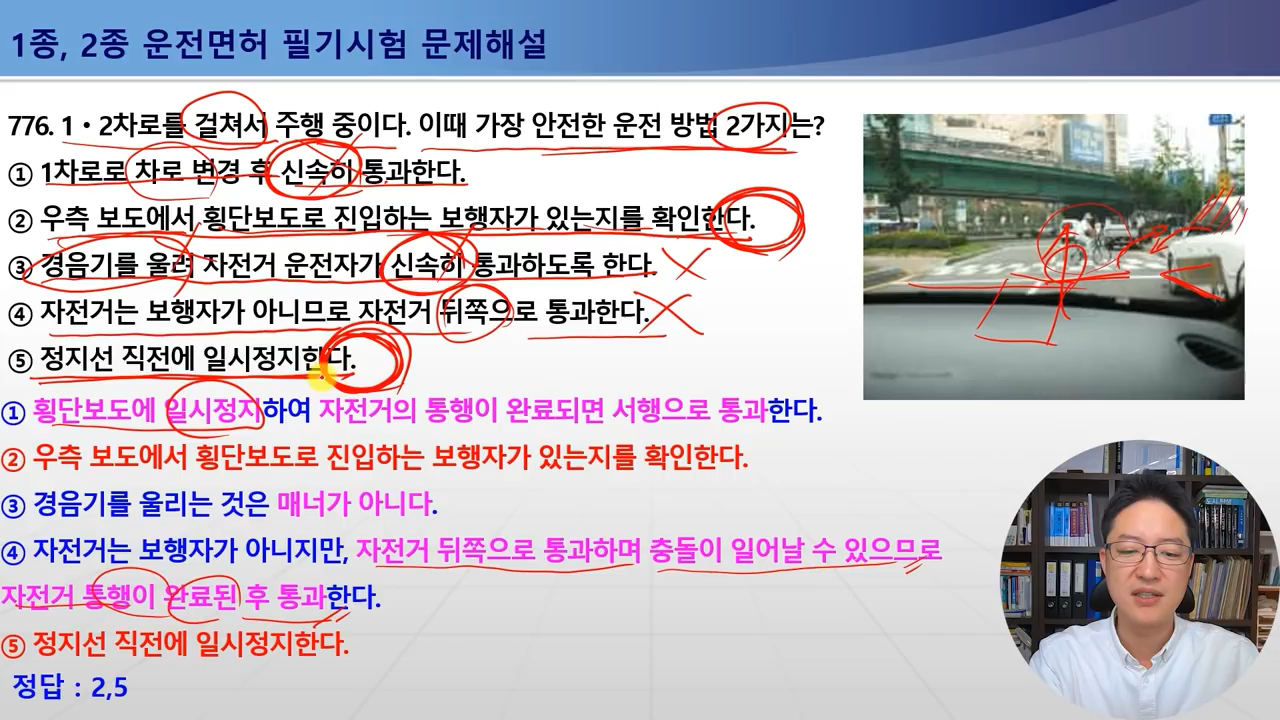 1종, 2종 운전면허 필기시험 문제해설
776. 1・2차로를 걸쳐서 주행 중이다. 이때 가장 안전한 운전 방법 2가지는?
① 1차로로 차로 변경 후 신속히 통과한다.
② 우측 보도에서 횡단보도로 진입하는 보행자가 있는지를 확인한다.
③ 경음기를 울려 자전거 운전자가 신속히 통과하도록 한다.
④ 자전거는 보행자가 아니므로 자전거 뒤쪽으로 통과한다.
⑤ 정지선 직전에 일시정지한다.
① 횡단보도에 일시정지하여 자전거의 통행이 완료되면 서행으로 통과한다.
② 우측 보도에서 횡단보도로 진입하는 보행자가 있는지를 확인한다.
③ 경음기를 울리는 것은 매너가 아니다.
④ 자전거는 보행자가 아니지만, 자전거 뒤쪽으로 통과하며 충돌이 일어날 수 있으므로
자전거 통행이 완료된 후 통과한다.
⑤ 정지선 직전에 일시정지한다.
정답 : 2,5